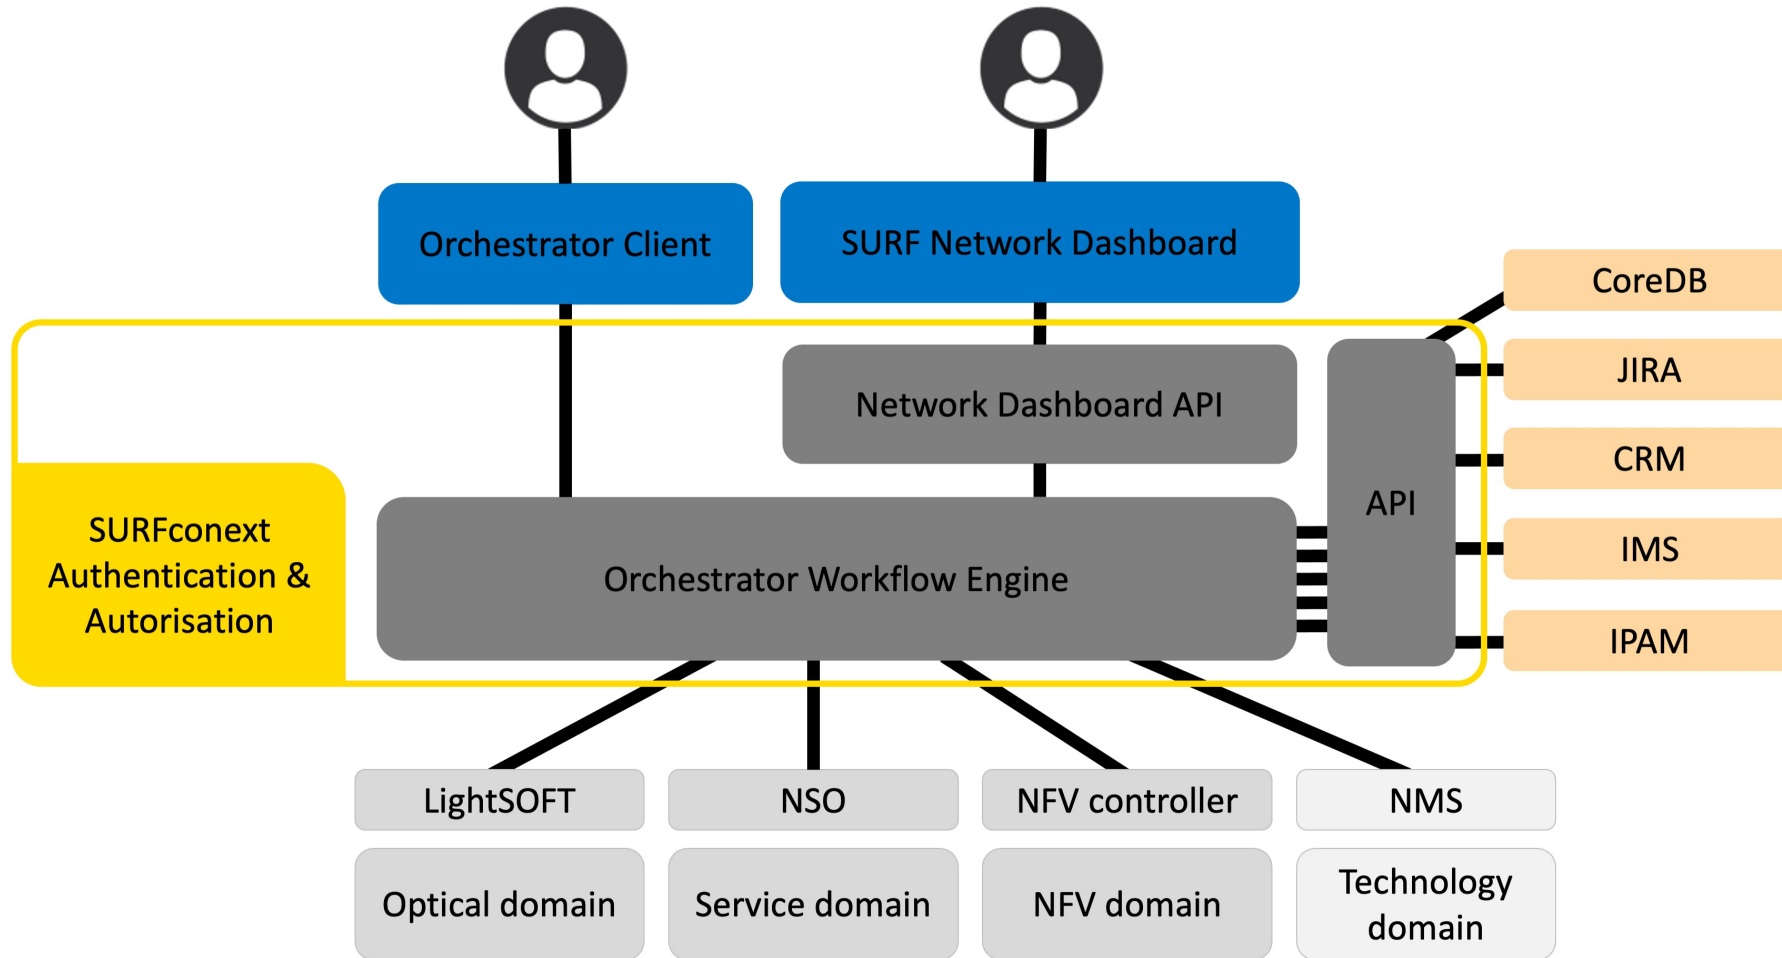 Orchestrator Client
SURF Network Dashboard
CoreDB
JIRA
Network Dashboard API
CRM
API
SURFconext
Authentication &
Autorisation
Orchestrator Workflow Engine
IMS
IPAM
LightSOFT
NSO
NFV controller
NMS
Optical domain
Service domain
NFV domain
Technology
domain